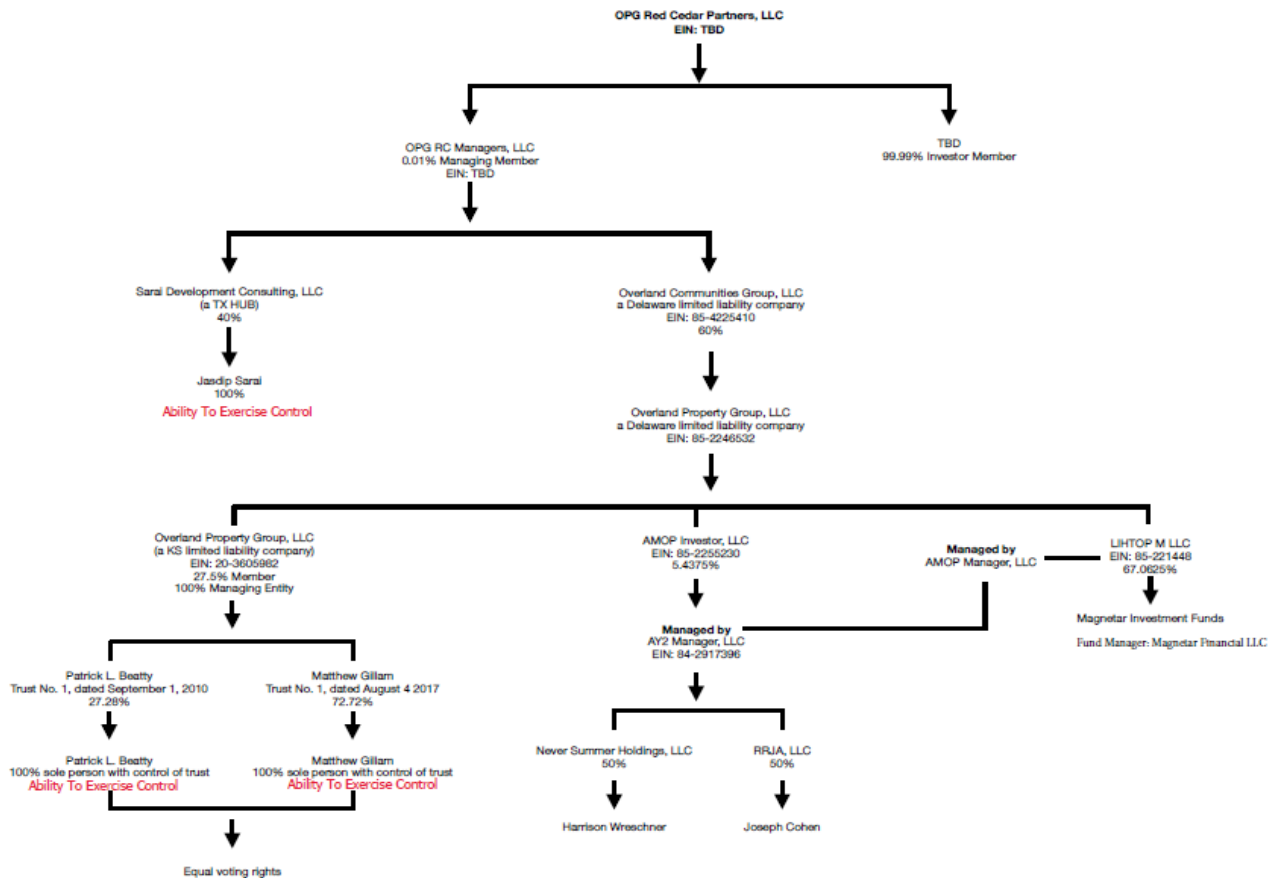 OPG Red Cedar Partners, LLC
EIN: TBD
OPG RC Managers, LLC
0.01% Managing Member
EIN: TBD
TBD
99.99% Investor Member
Sarai Development Consulting, LLC
(a TX HUB)
40%
Overland Communities Group, LLC
a Delaware limited liability company
EIN: 85-4225410
60%
Jasdip Sarai
100%
Ability To Exercise Control
Overland Property Group, LLC
a Delaware limited liability company
EIN: 85-2246532
Overland Property Group, LLC
(a KS limited liability company)
EIN: 20-3605962
27.5% Member
100% Managing Entity
AMOP Investor, LLC
EIN: 85-2255230
5.4375%
Managed by
AMOP Manager, LLC
LIHTOP M LLC
EIN: 85-221448
67.0625%
Magnetar Investment Funds
Fund Manager: Magnetar Financial LLC
Managed by
AY2 Manager, LLC
EIN: 84-2917396
Patrick L. Beatty
Trust No. 1, dated September 1, 2010
27.28%
Matthew Gillam
Trust No. 1, dated August 4 2017
72.72%
Never Summer Holdings, LLC
50%
RRJA, LLC
50%
Patrick L. Beatty
100% sole person with control of trust
Ability To Exercise Control
Matthew Gillam
100% sole person with control of trust
Ability To Exercise Control
Harrison Wreschner
Joseph Cohen
Equal voting rights